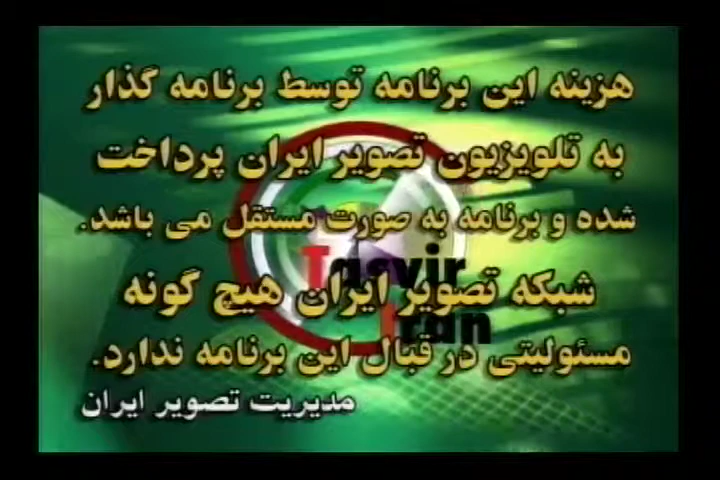 هزینه این برنامه توسط برنامه گذار
به تلویزیون تصویر ایران پرداخت
شده و برنامه به صورت مستقل می باشد.
Tasvir
شبکه تصویر ایران هیچ گونه
Iran
مسئولیتی در قبال این برنامه ندارد.
مدیریت تصویر ایران